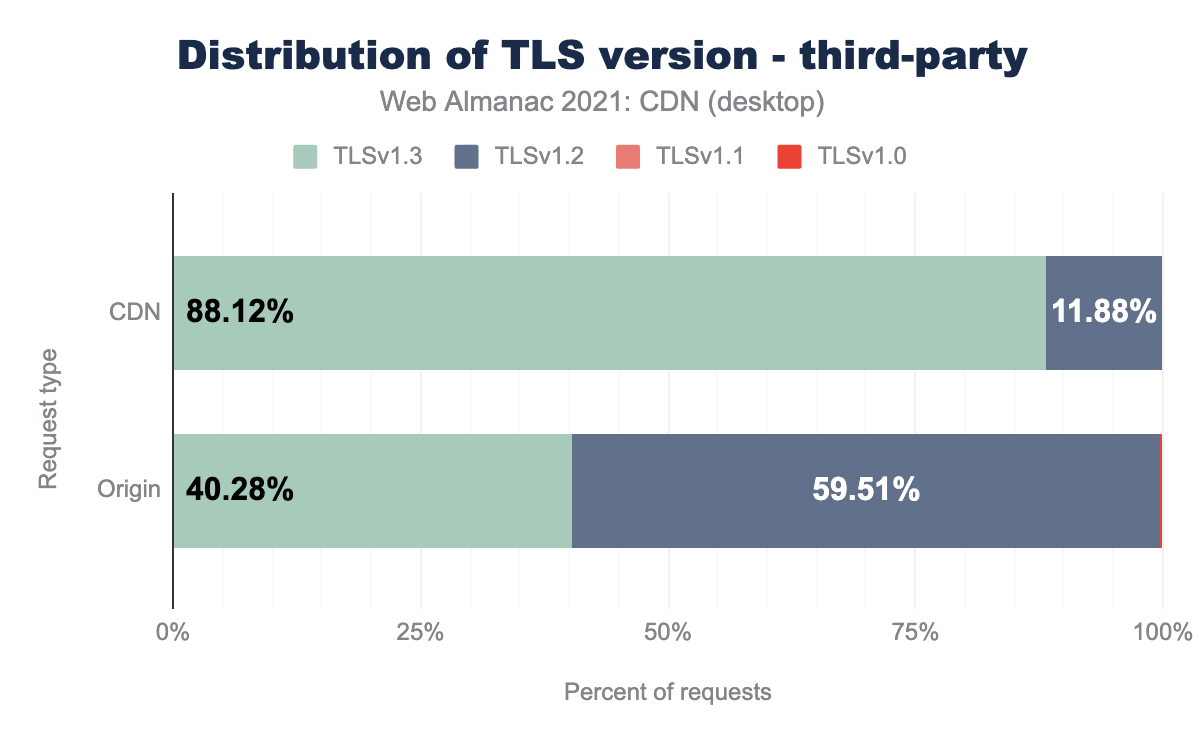 Distribution of TLS version - third-party
Web Almanac 2021: CDN (desktop)
TLSv1.3 TLSv1.2 TLSv1.1 TLSv1.0
Request type
CDN 88.12% 11.88%
Origin 40.28% 59.51%
0% 25% 50% 75% 100%
Percent of requests